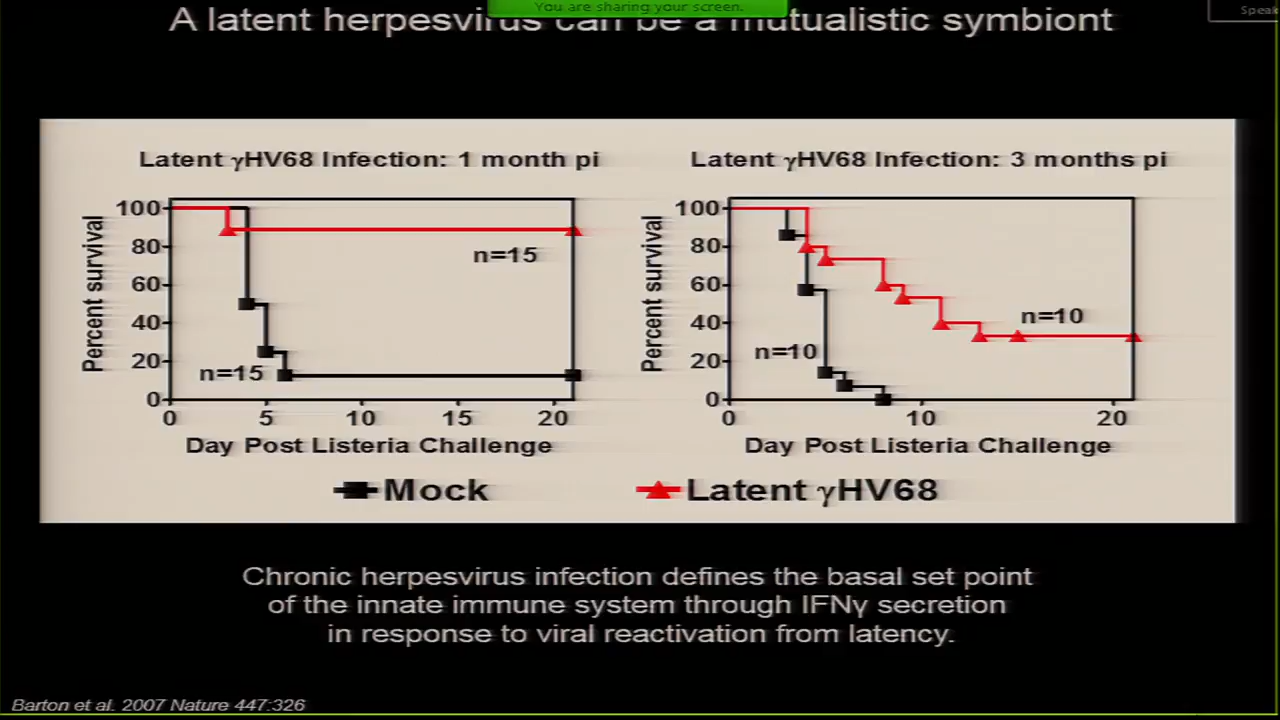 You are sharing your screen.
Speak
A latent herpesvirus can be a mutualistic symbiont
Latent γHV68 Infection: 1 month pi
Percent survival
100
80
60
40
20
0
n=15
n=15
0 5 10 15 20
Day Post Listeria Challenge
Latent γHV68 Infection: 3 months pi
Percent survival
100
80
60
40
20
0
n=10
n=10
0 10 20
Day Post Listeria Challenge
Mock
Latent γHV68
Chronic herpesvirus infection defines the basal set point
of the innate immune system through IFNγ secretion
in response to viral reactivation from latency.
Barton et al. 2007 Nature 447:326